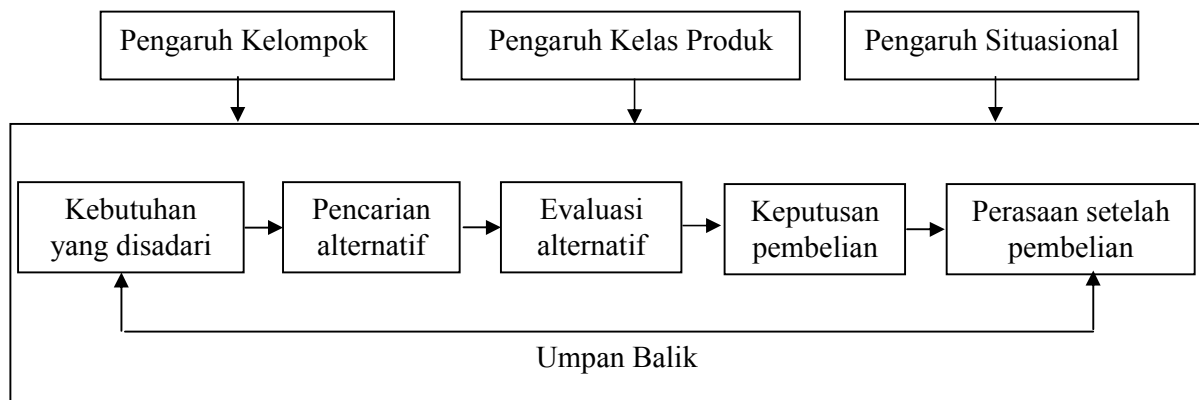 Pengaruh Kelompok
Pengaruh Kelas Produk
Pengaruh Situasional
Kebutuhan
yang disadari
Pencarian
alternatif
Evaluasi
alternatif
Keputusan
pembelian
Perasaan setelah
pembelian
Umpan Balik